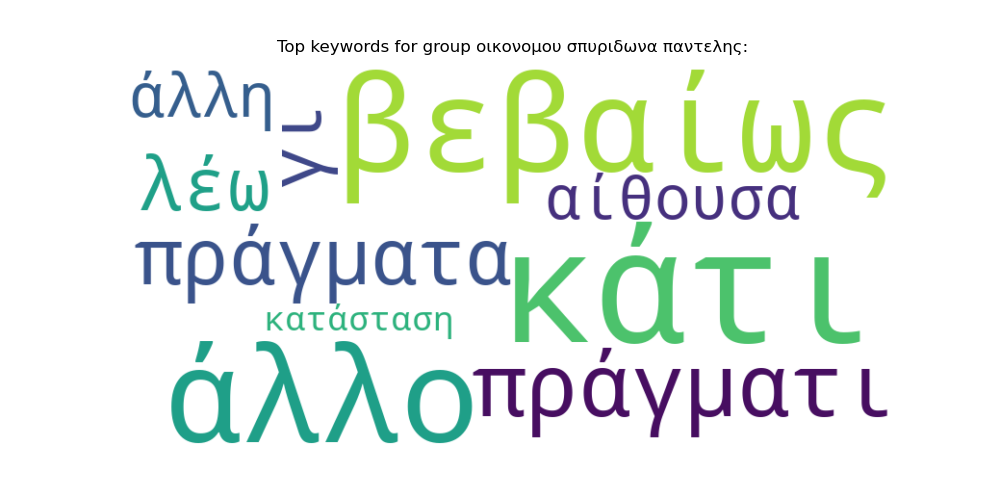 Top keywords for group οικονομου σπυριδωνα παντελης:
άλλη
γι
βεβαίως
λέω
αίθουσα
πράγματα
κάτι
κατάσταση
άλλο
πράγματι